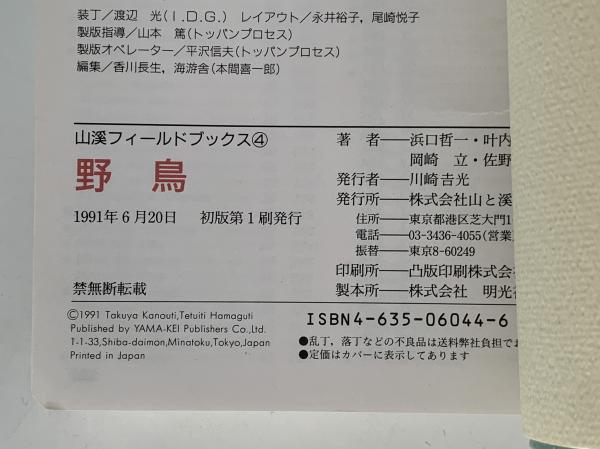 装丁／渡辺　光(I.D.G.)　レイアウト／永井裕子，尾崎悦子
製版指導／山本　篤(トッパンプロセス)
製版オペレーター／平沢信夫(トッパンプロセス)
編集／香川長生，海游舎(本間喜一郎)
山溪フィールドブックス④
野鳥
1991年6月20日　初版第1刷発行
禁無断転載
©1991 Takuya Kanouti,Tetuiti Hamaguti
Published by YAMA-KEI Publishers Co.,Ltd.
1-1-33,Shiba-daimon,Minatoku,Tokyo,Japan
Printed in Japan
著　者──浜口哲一・叶内
岡崎　立・佐野
発行者──川崎吉光
発行所──株式会社山と溪
住所──東京都港区芝大門1
電話──03-3436-4055(営業)
振替──東京8-60249
印刷所──凸版印刷株式会
製本所──株式会社　明光
ISBN4-635-06044-6
●乱丁，落丁などの不良品は送料弊社負担でお
●定価はカバーに表示してあります